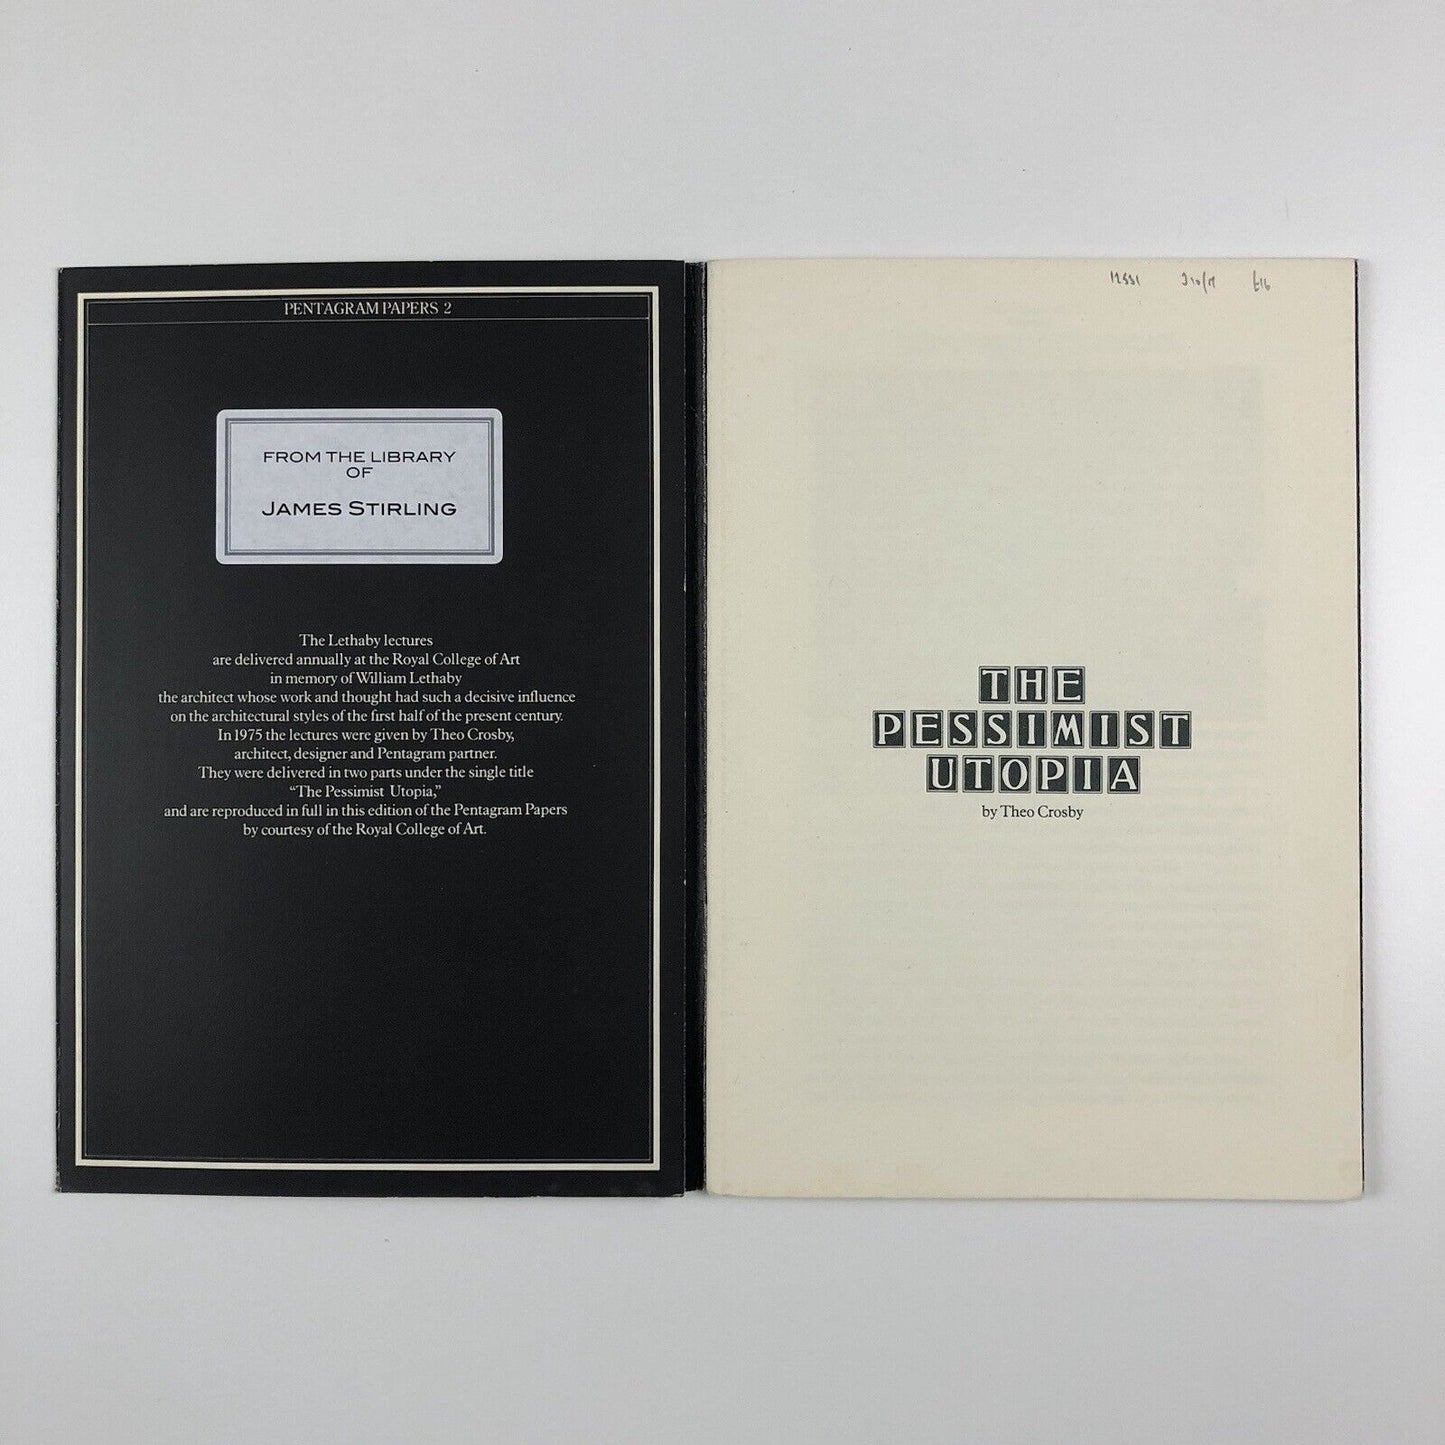 PENTAGRAM PAPERS 2
FROM THE LIBRARY
OF
JAMES STIRLING
The Lethaby lectures
are delivered annually at the Royal College of Art
in memory of William Lethaby
the architect whose work and thought had such a decisive influence
on the architectural styles of the first half of the present century.
In 1975 the lectures were given by Theo Crosby,
architect, designer and Pentagram partner.
They were delivered in two parts under the single title
“The Pessimist Utopia,”
and are reproduced in full in this edition of the Pentagram Papers
by courtesy of the Royal College of Art.
£16
THE
PESSIMIST
UTOPIA
by Theo Crosby